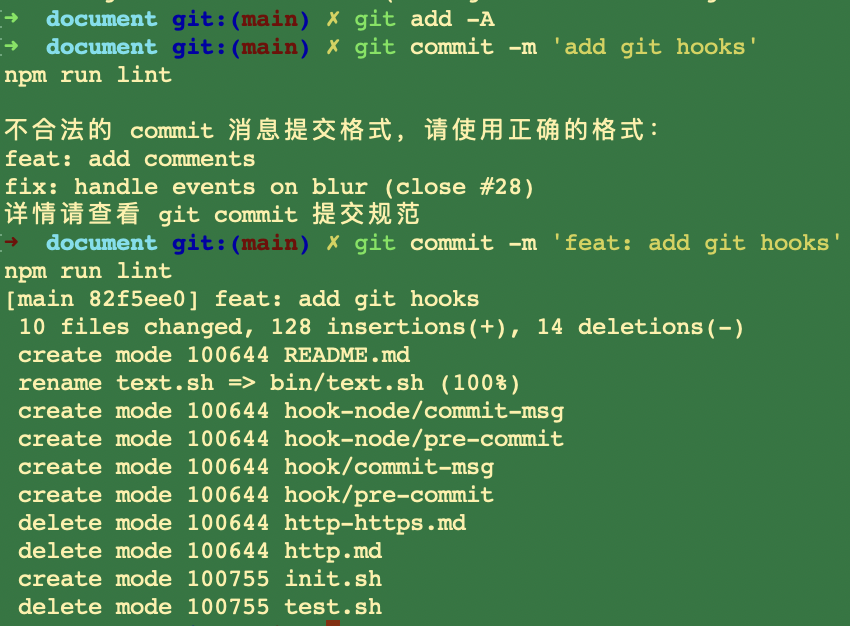 ➜  document git:(main) ✗ git add -A
➜  document git:(main) ✗ git commit -m 'add git hooks'
npm run lint
不合法的 commit 消息提交格式，请使用正确的格式：
feat: add comments
fix: handle events on blur (close #28)
详情请查看 git commit 提交规范
➜  document git:(main) ✗ git commit -m 'feat: add git hooks'
npm run lint
[main 82f5ee0] feat: add git hooks
 10 files changed, 128 insertions(+), 14 deletions(-)
 create mode 100644 README.md
 rename text.sh => bin/text.sh (100%)
 create mode 100644 hook-node/commit-msg
 create mode 100644 hook-node/pre-commit
 create mode 100644 hook/commit-msg
 create mode 100644 hook/pre-commit
 delete mode 100644 http-https.md
 delete mode 100644 http.md
 create mode 100755 init.sh
 delete mode 100755 test.sh